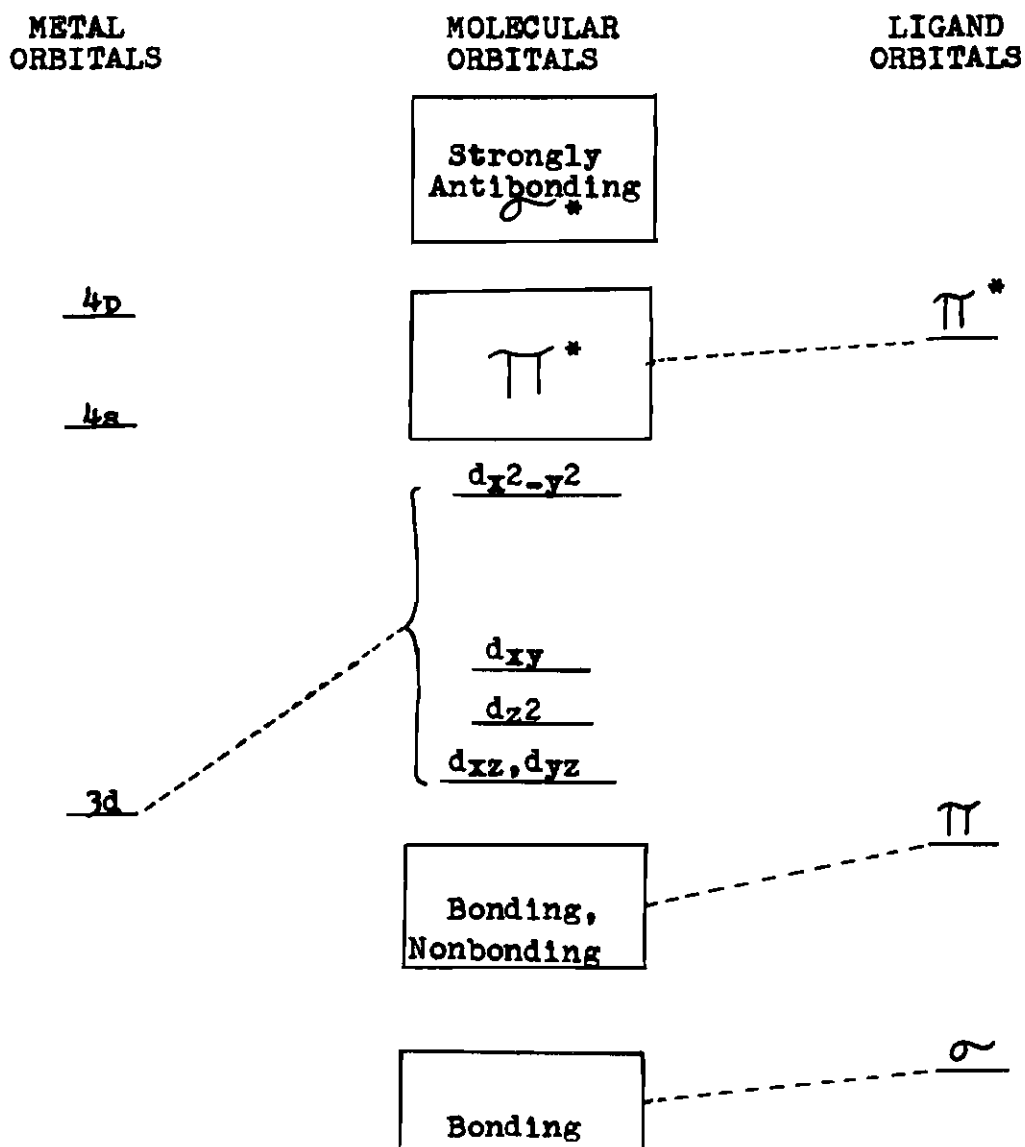 METAL ORBITALS
MOLECULAR ORBITALS
LIGAND ORBITALS
Strongly
Antibonding
σ*
4p
π*
π*
4s
dx2-y2
dxy
dz2
dxz,dyz
3d
π
Bonding,
Nonbonding
σ
Bonding